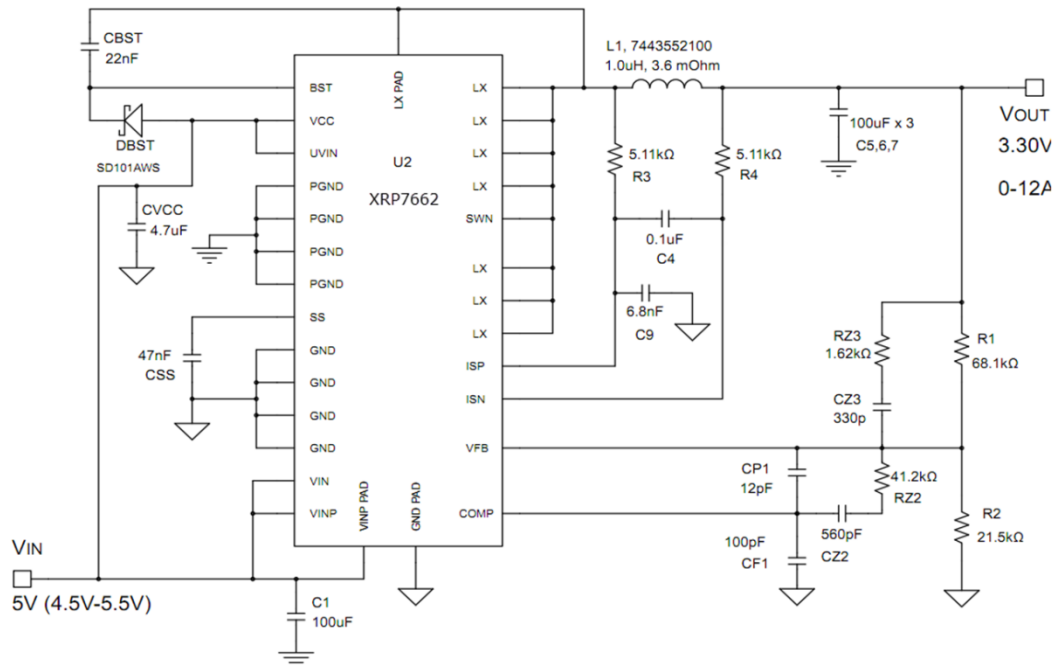 CBST
22nF
DBST
SD101AWS
CVCC
4.7uF
47nF
CSS
VIN
5V (4.5V-5.5V)
C1
100uF
LX PAD
BST
VCC
UVIN
PGND
PGND
PGND
PGND
SS
GND
GND
GND
GND
VIN
VINP
VINP PAD
GND PAD
U2
XRP7662
LX
LX
LX
LX
SWN
LX
LX
LX
ISP
ISN
VFB
COMP
L1, 7443552100
1.0uH, 3.6 mOhm
5.11kΩ
R3
5.11kΩ
R4
0.1uF
C4
6.8nF
C9
100uF x 3
C5,6,7
VOUT
3.30V
0-12A
RZ3
1.62kΩ
CZ3
330p
R1
68.1kΩ
CP1
12pF
41.2kΩ
RZ2
560pF
CZ2
100pF
CF1
R2
21.5kΩ